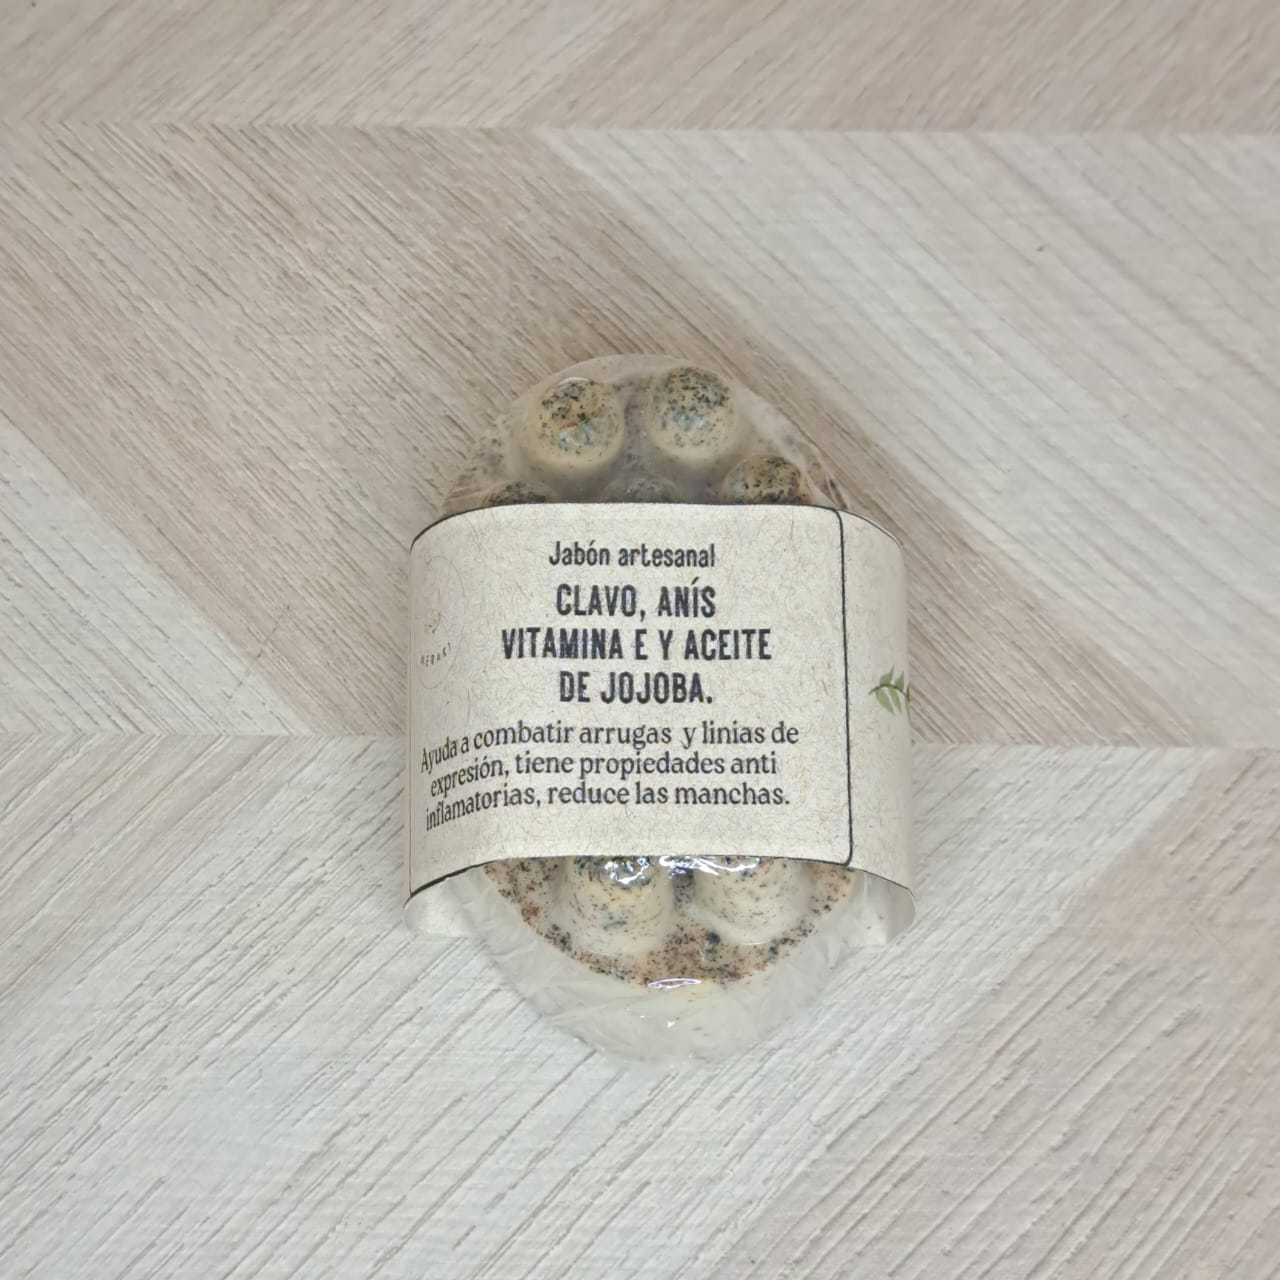 Jabón artesanal
CLAVO, ANÍS
VITAMINA E Y ACEITE
DE JOJOBA.
MERAKI
Ayuda a combatir arrugas y linias de
expresión, tiene propiedades anti
inflamatorias, reduce las manchas.